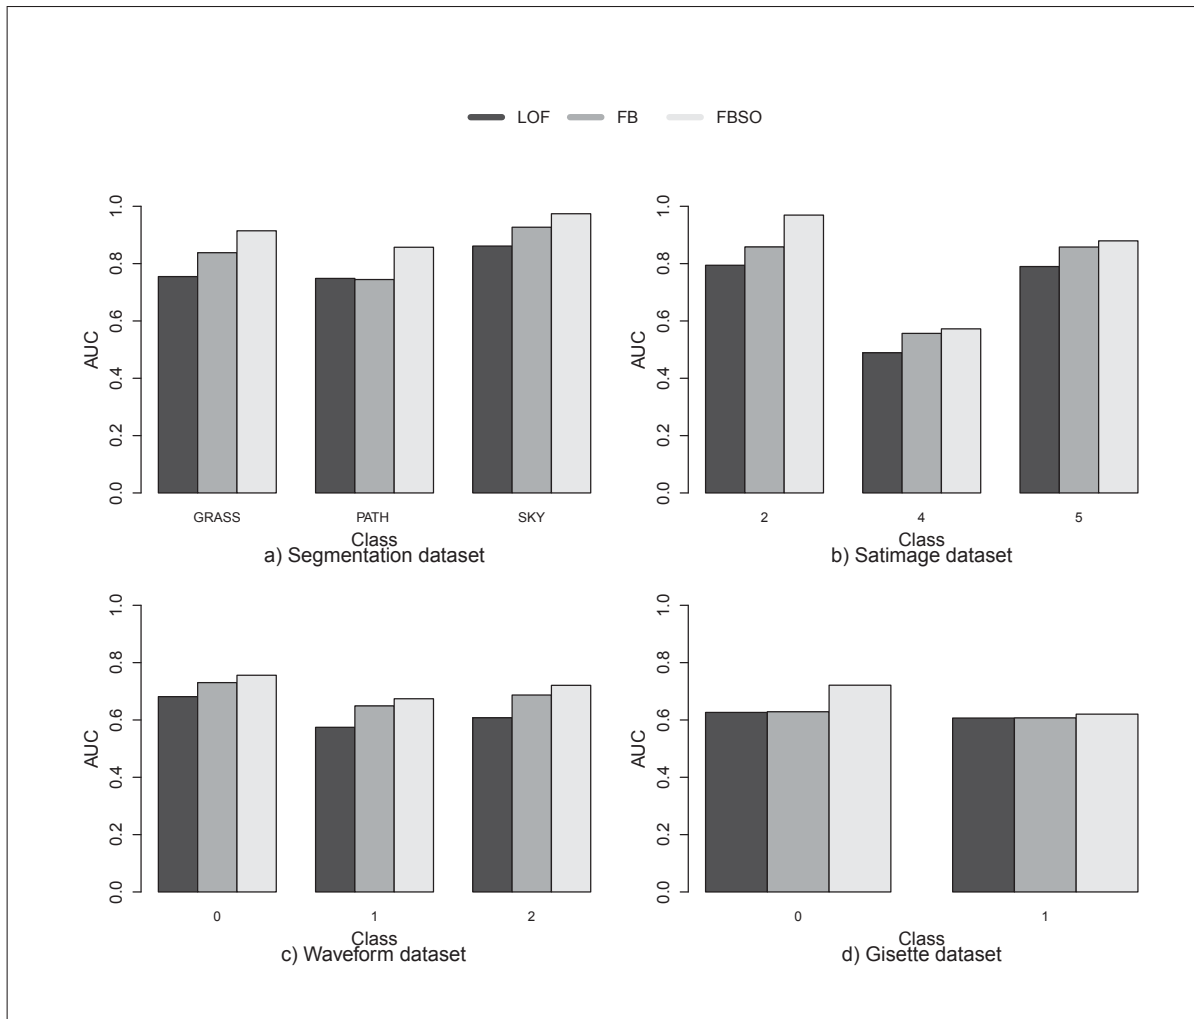 LOF FB FBSO
AUC
0.0 0.2 0.4 0.6 0.8 1.0
GRASS PATH SKY
Class
a) Segmentation dataset
AUC
0.0 0.2 0.4 0.6 0.8 1.0
2 4 5
Class
b) Satimage dataset
AUC
0.0 0.2 0.4 0.6 0.8 1.0
0 1 2
Class
c) Waveform dataset
AUC
0.0 0.2 0.4 0.6 0.8 1.0
0 1
Class
d) Gisette dataset